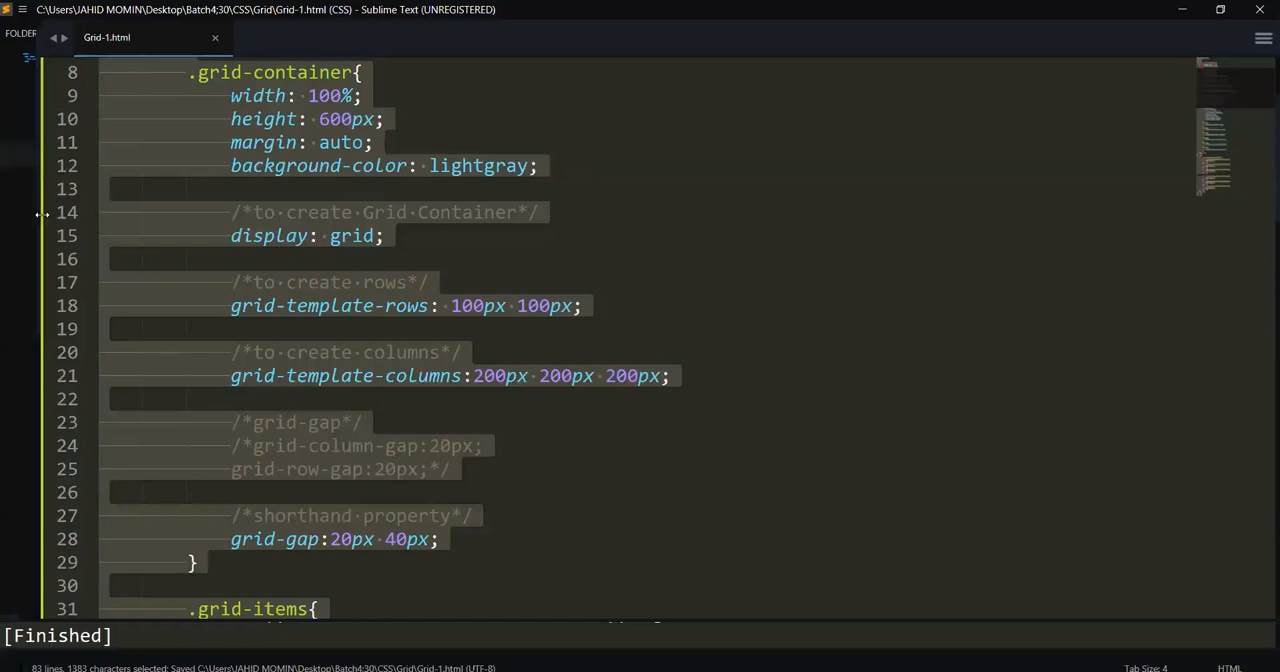 C:\Users\JAHID MOMIN\Desktop\Batch4;30\CSS\Grid\Grid-1.html (CSS) - Sublime Text (UNREGISTERED)
FOLDER
Grid-1.html
8 .grid-container{
9 width: 100%;
10 height: 600px;
11 margin: auto;
12 background-color: lightgray;
13
14 /*to create Grid Container*/
15 display: grid;
16
17 /*to create rows*/
18 grid-template-rows: 100px 100px;
19
20 /*to create columns*/
21 grid-template-columns:200px 200px 200px;
22
23 /*grid-gap*/
24 /*grid-column-gap:20px;
25 grid-row-gap:20px;*/
26
27 /*shorthand property*/
28 grid-gap:20px 40px;
29 }
30
31 .grid-items{
[Finished]
83 lines, 1383 characters selected; Saved C:\Users\JAHID MOMIN\Desktop\Batch4;30\CSS\Grid\Grid-1.html (UTF-8)
Tab Size: 4
HTML